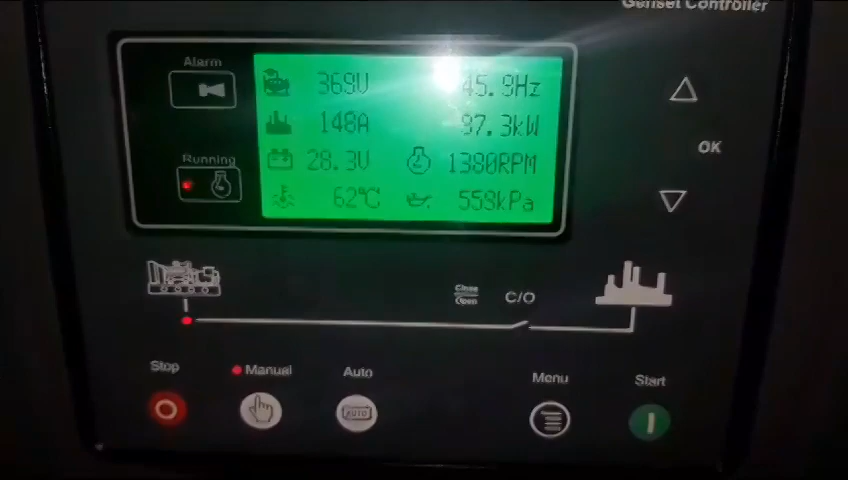 Genset Controller
Alarm
369V 45.9Hz
148A 97.3kW
Running
28.3V 1380RPM
62°C 558kPa
OK
Close
Open
C/O
Stop
Manual
Auto
Menu
Start
AUTO